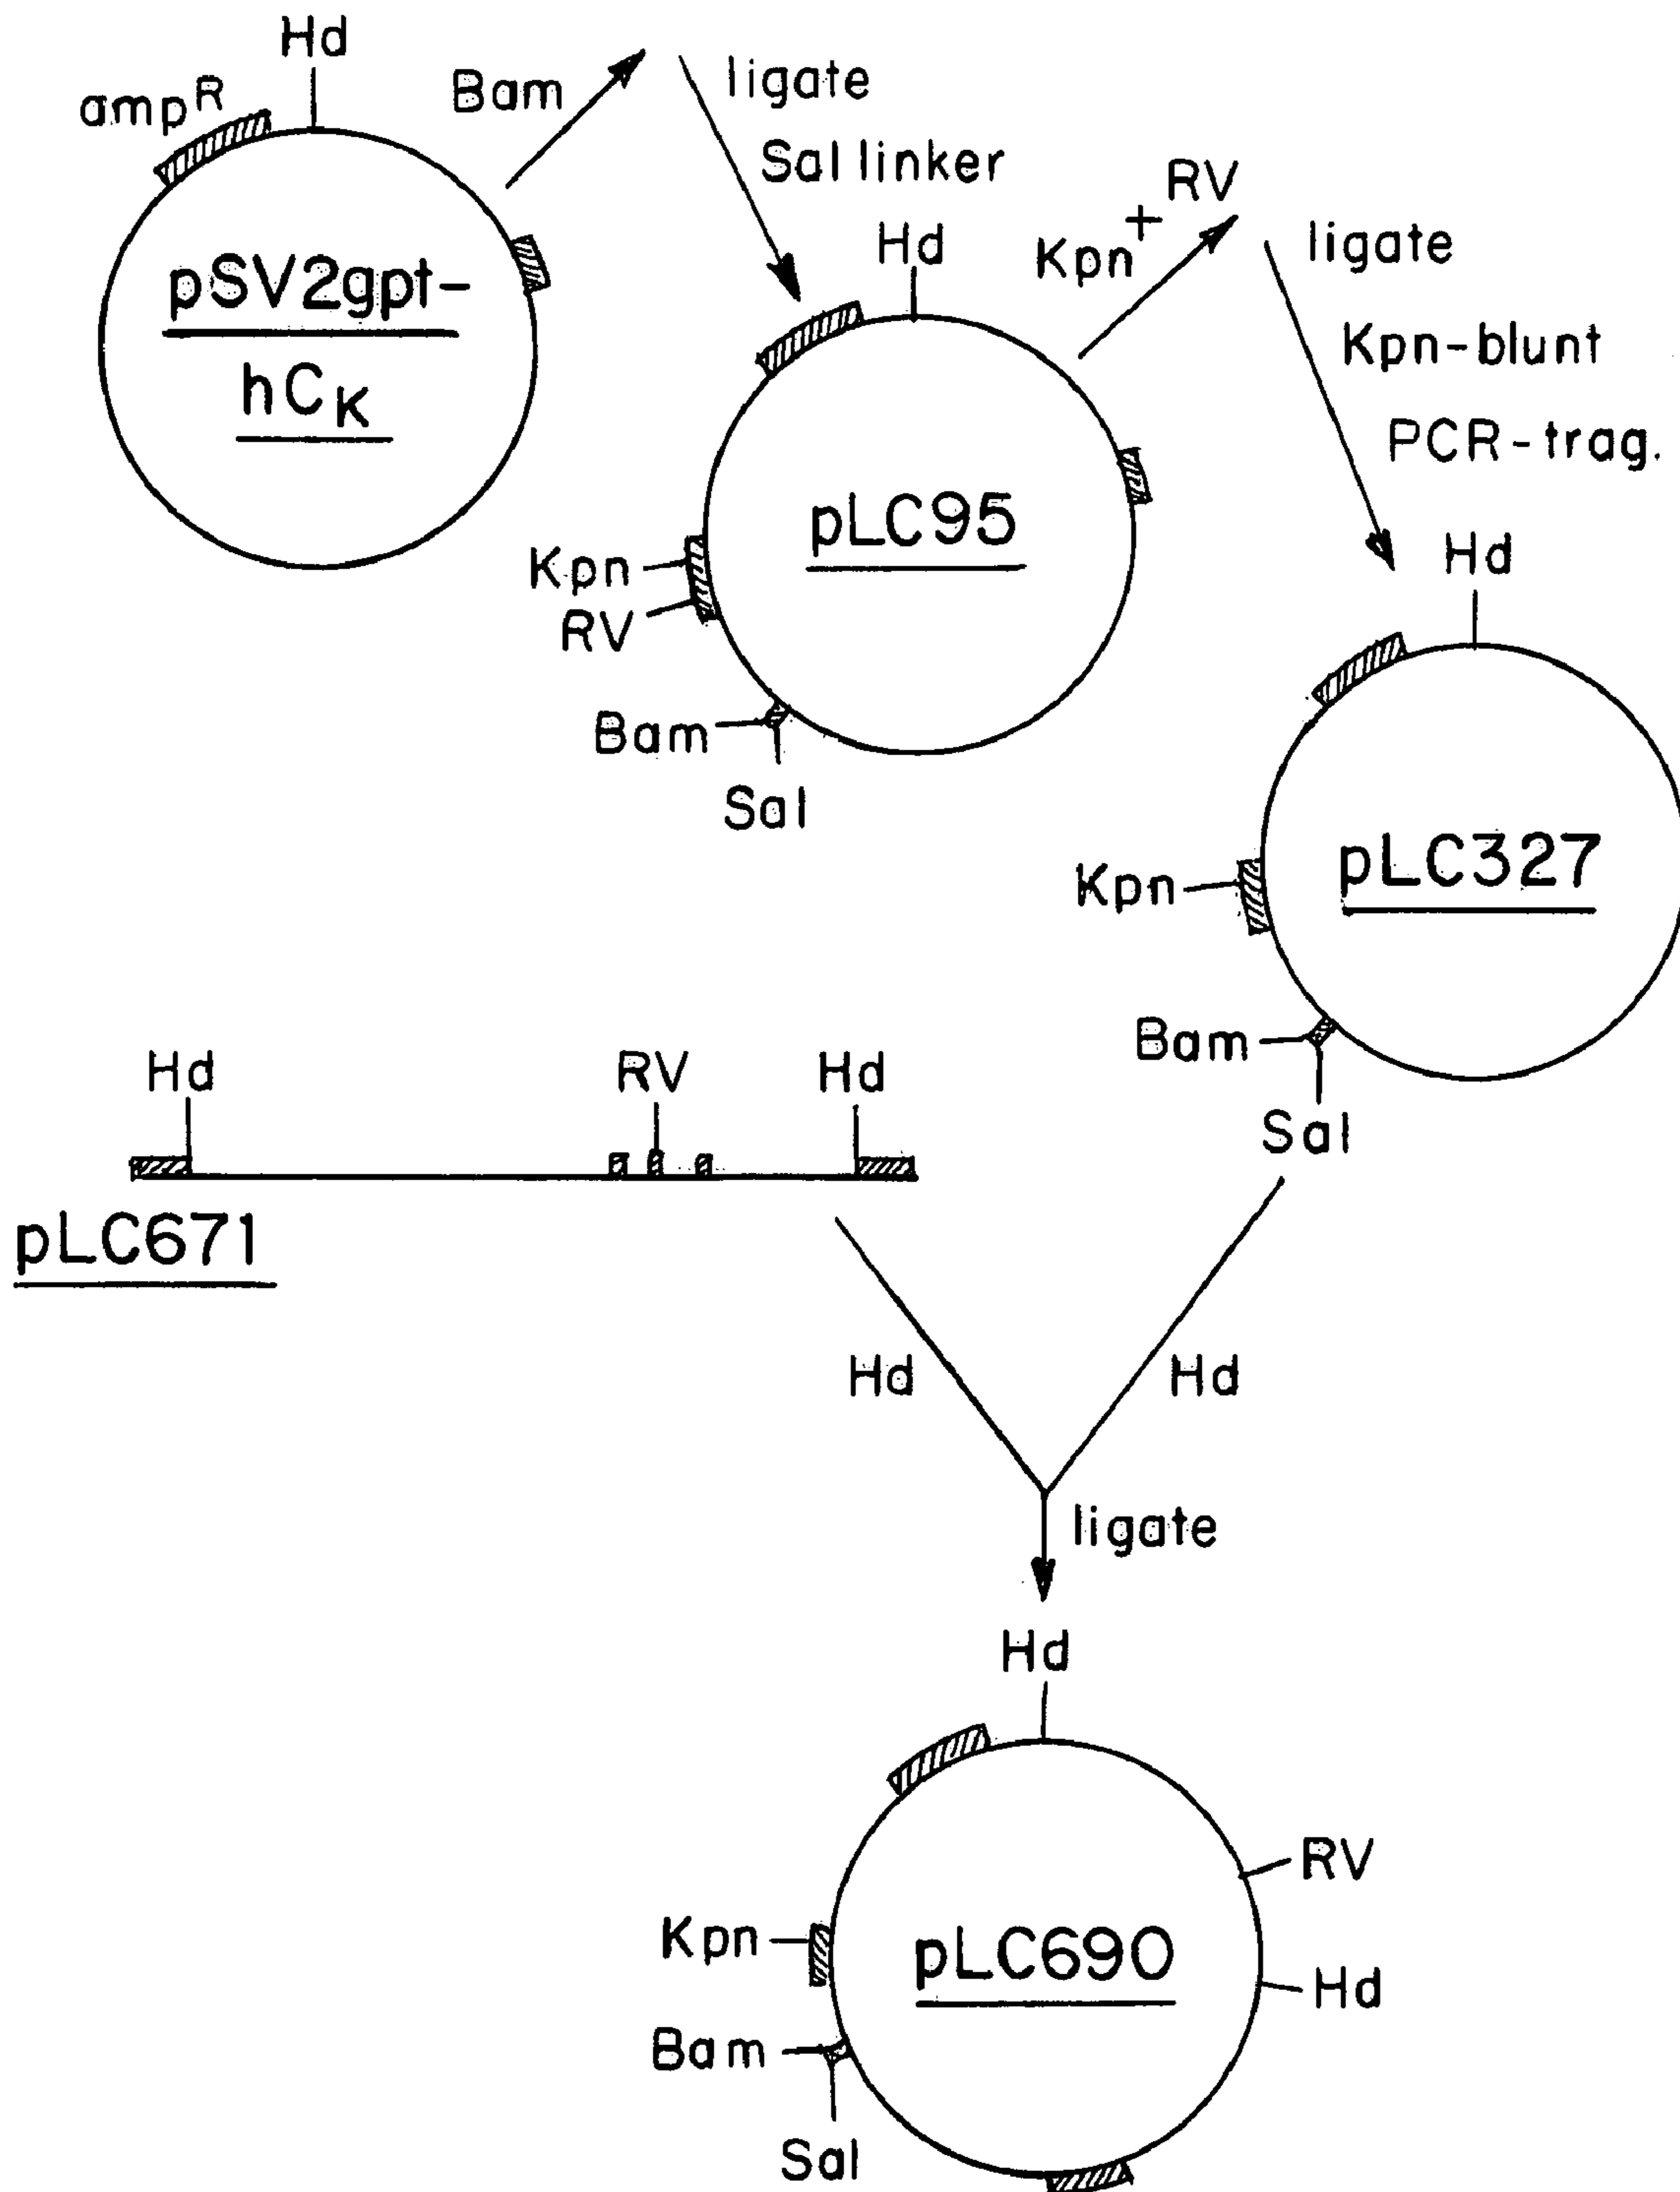 Hd
amp^R
Bam
ligate
Sal linker
pSV2gpt-
hC_K
Kpn + RV
ligate
Kpn-blunt
PCR-trag.
Hd
pLC95
Kpn
RV
Bam
Sal
Hd
pLC327
Kpn
Bam
Sal
Hd
RV
Hd
pLC671
Hd
Hd
ligate
Hd
RV
Kpn
pLC690
Hd
Bam
Sal